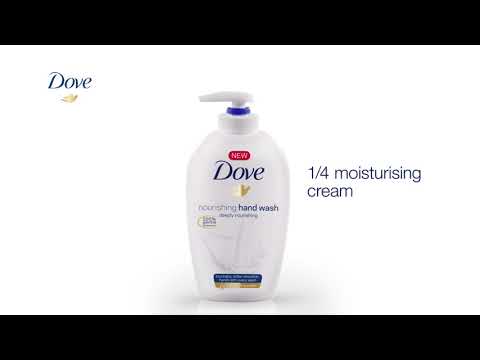 Dove
NEW
Dove
nourishing hand wash
deeply nourishing
1/4 moisturising
cream